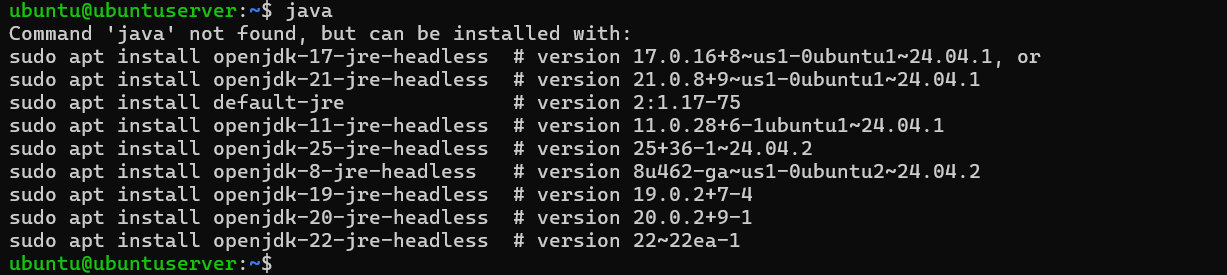 ubuntu@ubuntuserver:~$ java
Command 'java' not found, but can be installed with:
sudo apt install openjdk-17-jre-headless  # version 17.0.16+8~us1-0ubuntu1~24.04.1, or
sudo apt install openjdk-21-jre-headless  # version 21.0.8+9~us1-0ubuntu1~24.04.1
sudo apt install default-jre              # version 2:1.17-75
sudo apt install openjdk-11-jre-headless  # version 11.0.28+6-1ubuntu1~24.04.1
sudo apt install openjdk-25-jre-headless  # version 25+36-1~24.04.2
sudo apt install openjdk-8-jre-headless   # version 8u462-ga~us1-0ubuntu2~24.04.2
sudo apt install openjdk-19-jre-headless  # version 19.0.2+7-4
sudo apt install openjdk-20-jre-headless  # version 20.0.2+9-1
sudo apt install openjdk-22-jre-headless  # version 22~22ea-1
ubuntu@ubuntuserver:~$